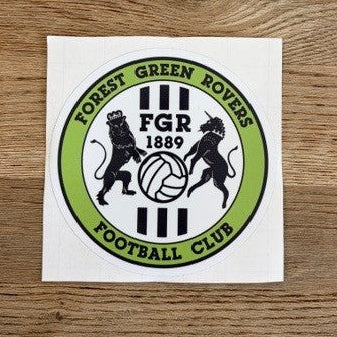 FOREST GREEN ROVERS
FGR
1889
FOOTBALL CLUB